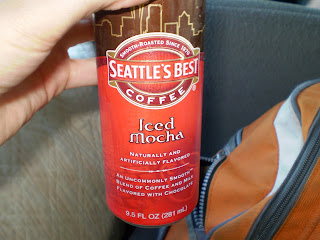 SMOOTH-ROASTED SINCE 1970
SEATTLE'S BEST
COFFEE®
Iced
Mocha
NATURALLY AND
ARTIFICIALLY FLAVORED
AN UNCOMMONLY SMOOTH™
BLEND OF COFFEE AND MILK
FLAVORED WITH CHOCOLATE
9.5 FL OZ (281 mL)